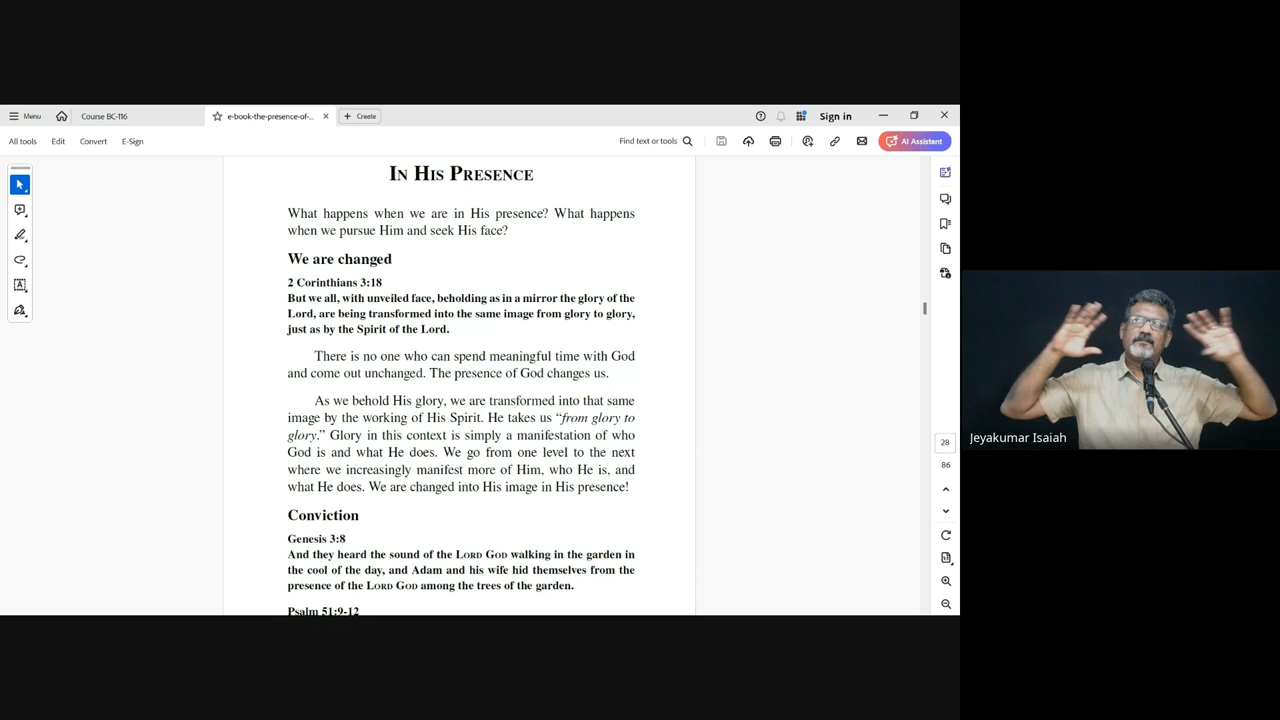 Menu
Course BC-116
e-book-the-presence-of-...
Create
Sign in
All tools
Edit
Convert
E-Sign
Find text or tools
AI Assistant
IN HIS PRESENCE
What happens when we are in His presence? What happens
when we pursue Him and seek His face?
We are changed
2 Corinthians 3:18
But we all, with unveiled face, beholding as in a mirror the glory of the
Lord, are being transformed into the same image from glory to glory,
just as by the Spirit of the Lord.
There is no one who can spend meaningful time with God
and come out unchanged. The presence of God changes us.
As we behold His glory, we are transformed into that same
image by the working of His Spirit. He takes us “from glory to
glory.” Glory in this context is simply a manifestation of who
God is and what He does. We go from one level to the next
where we increasingly manifest more of Him, who He is, and
what He does. We are changed into His image in His presence!
Conviction
Genesis 3:8
And they heard the sound of the LORD GOD walking in the garden in
the cool of the day, and Adam and his wife hid themselves from the
presence of the LORD GOD among the trees of the garden.
Psalm 51:9-12
28
86
Jeyakumar Isaiah